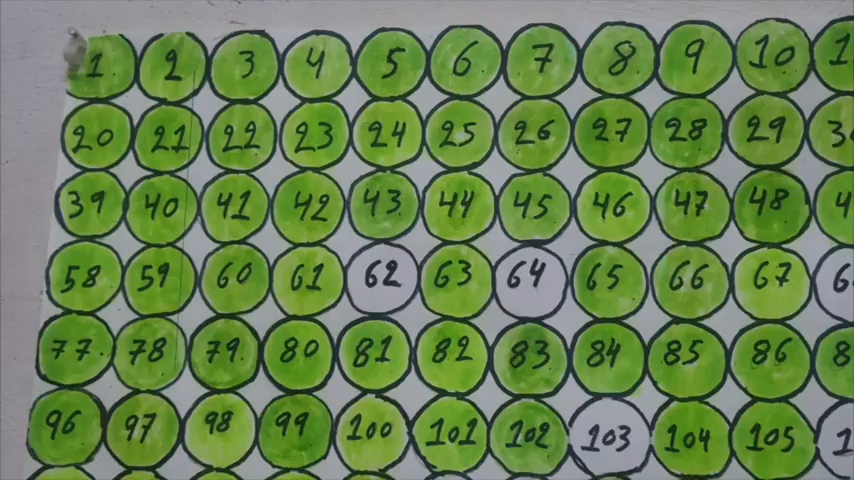 1 2 3 4 5 6 7 8 9 10
20 21 22 23 24 25 26 27 28 29
39 40 41 42 43 44 45 46 47 48
58 59 60 61 62 63 64 65 66 67
77 78 79 80 81 82 83 84 85 86
96 97 98 99 100 101 102 103 104 105